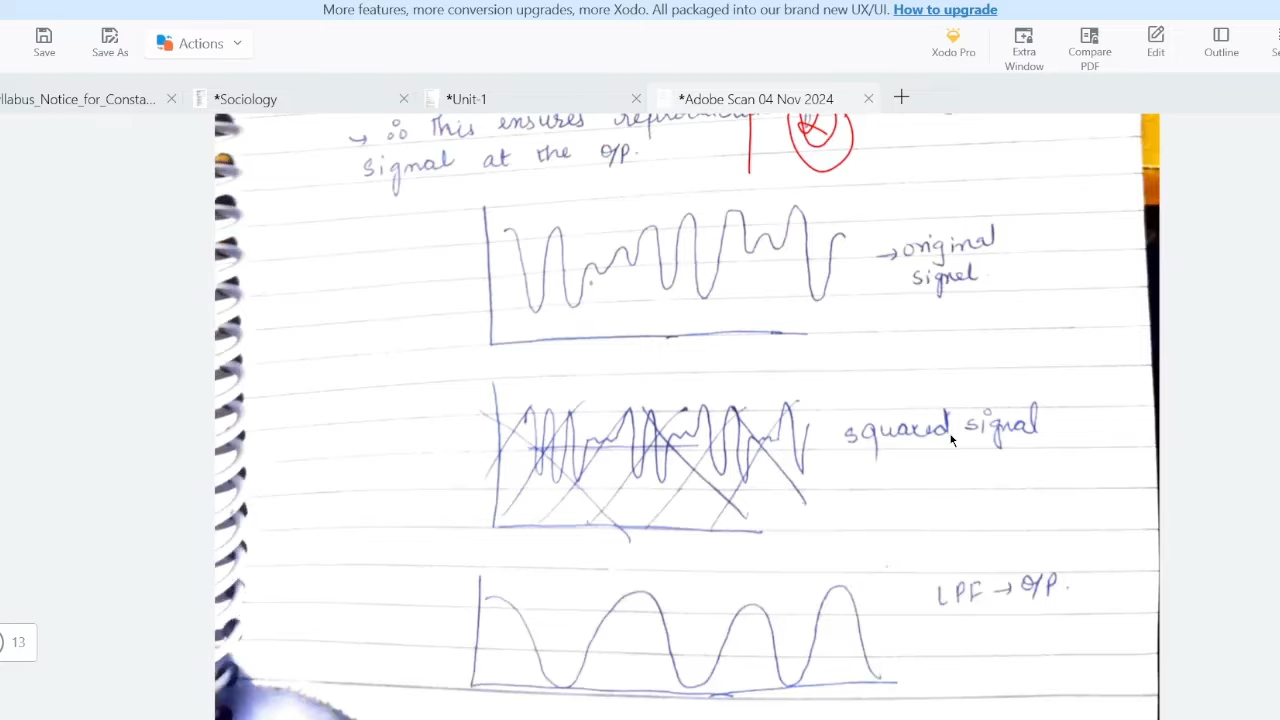 More features, more conversion upgrades, more Xodo. All packaged into our brand new UX/UI. How to upgrade
Save
Save As
Actions
Xodo Pro
Extra Window
Compare PDF
Edit
Outline
llabus_Notice_for_Consta...
*Sociology
*Unit-1
*Adobe Scan 04 Nov 2024
→ ∴ This ensures
signal at the O/P.
→ original
signal
squared signal
LPF → O/P.
13